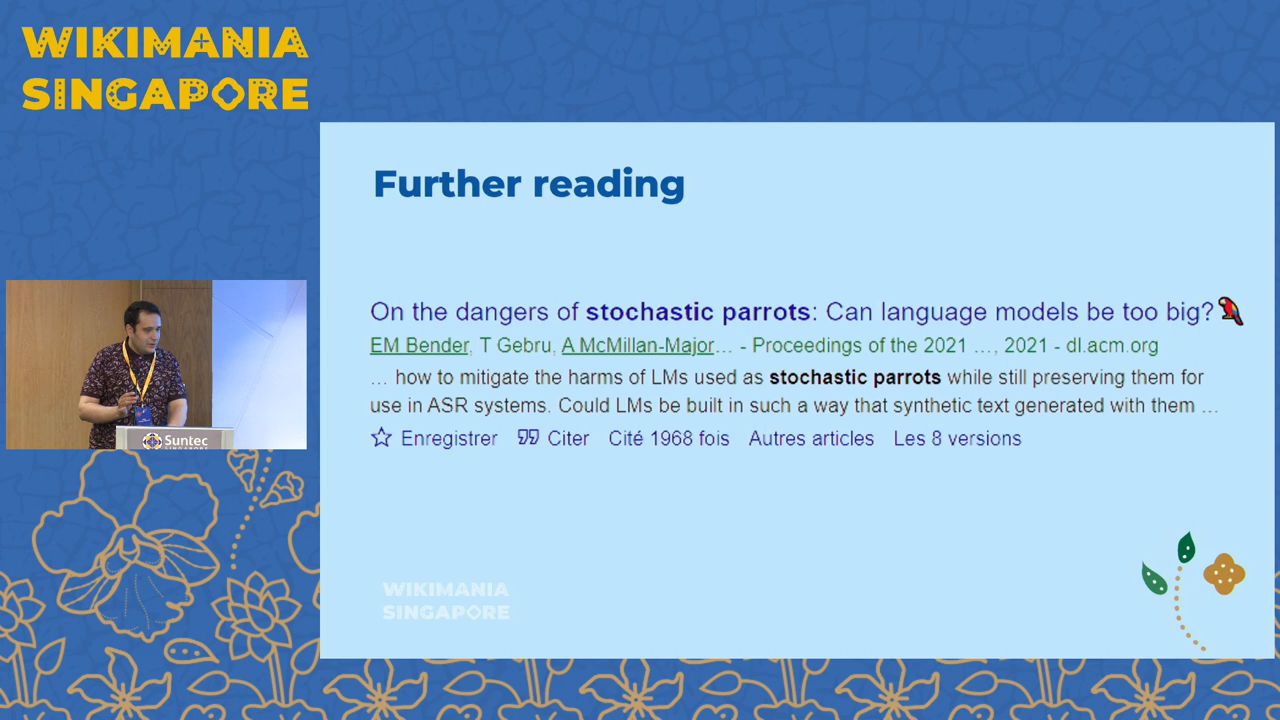 WIKIMANIA
SINGAPORE
Further reading
On the dangers of stochastic parrots: Can language models be too big?🦜
EM Bender, T Gebru, A McMillan-Major… - Proceedings of the 2021 …, 2021 - dl.acm.org
… how to mitigate the harms of LMs used as stochastic parrots while still preserving them for
use in ASR systems. Could LMs be built in such a way that synthetic text generated with them …
Enregistrer Citer Cité 1968 fois Autres articles Les 8 versions
Suntec
SINGAPORE
WIKIMANIA
SINGAPORE